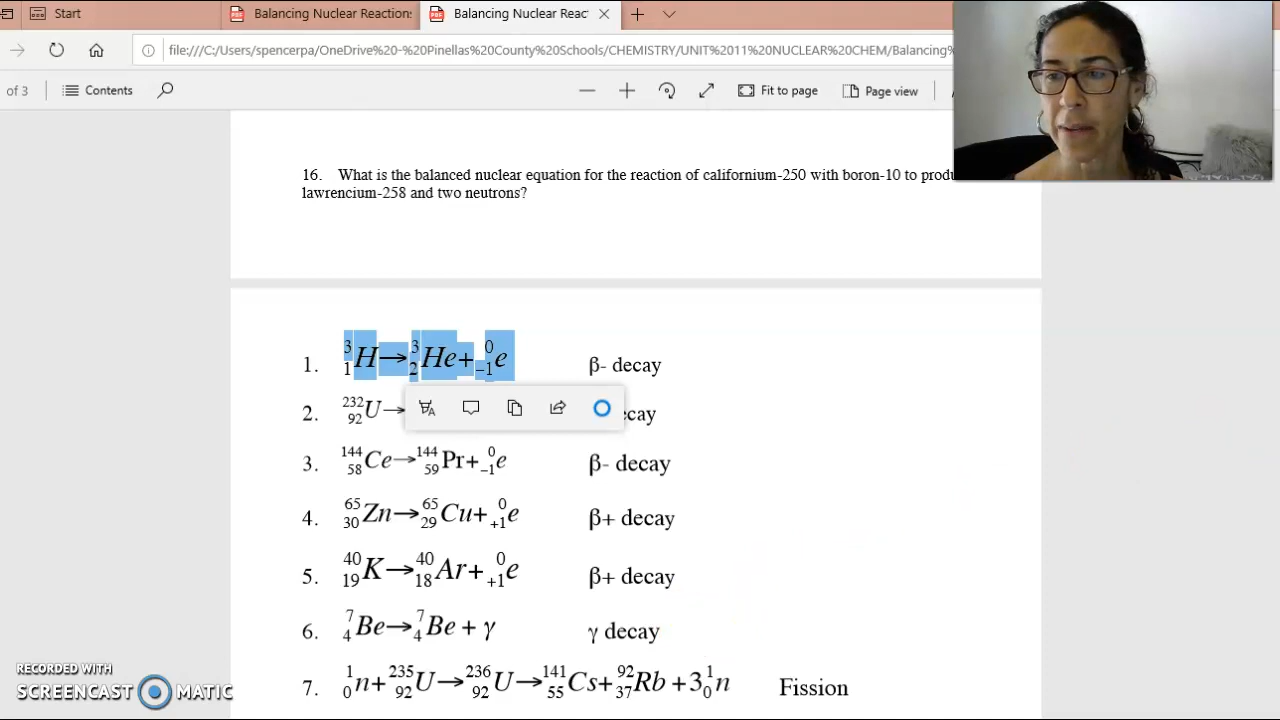 Start
Balancing Nuclear Reactions
Balancing Nuclear Reac
file:///C:/Users/spencerpa/OneDrive%20-%20Pinellas%20County%20Schools/CHEMISTRY/UNIT%2011%20NUCLEAR%20CHEM/Balancing%
of 3
Contents
Fit to page
Page view
16. What is the balanced nuclear equation for the reaction of californium-250 with boron-10 to produ
lawrencium-258 and two neutrons?
1. ³₁H→³₂He+⁰₋₁e β- decay
2. ²³²₉₂U→ ecay
3. ¹⁴⁴₅₈Ce→¹⁴⁴₅₉Pr+⁰₋₁e β- decay
4. ⁶⁵₃₀Zn→⁶⁵₂₉Cu+⁰₊₁e β+ decay
5. ⁴⁰₁₉K→⁴⁰₁₈Ar+⁰₊₁e β+ decay
6. ⁷₄Be→⁷₄Be + γ γ decay
7. ¹₀n+²³⁵₉₂U→²³⁶₉₂U→¹⁴¹₅₅Cs+⁹²₃₇Rb +3¹₀n Fission
RECORDED WITH
SCREENCAST MATIC